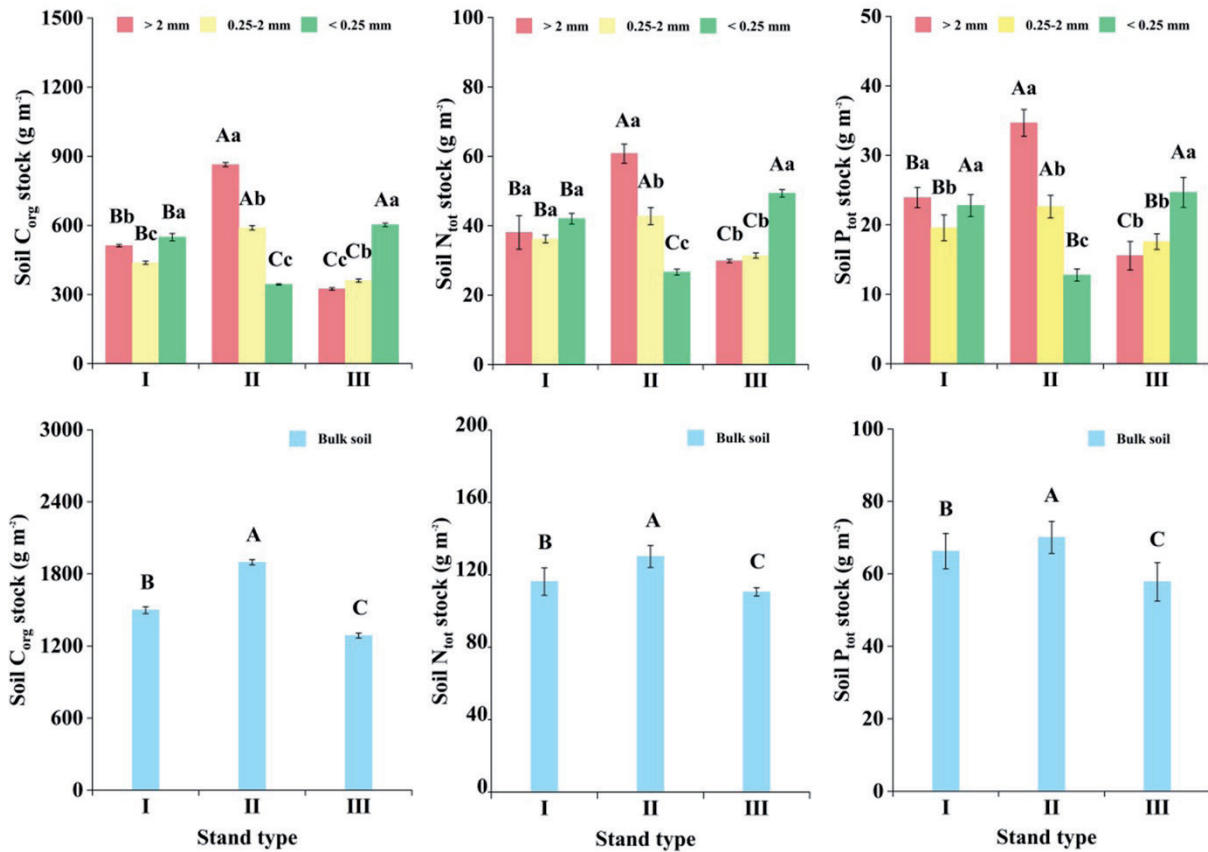 Soil C_org stock (g m⁻²)
1500
1200
900
600
300
0
> 2 mm 0.25-2 mm < 0.25 mm
Bb Bc Ba
Aa Ab Cc
Cc Cb Aa
I II III
Soil N_tot stock (g m⁻²)
100
80
60
40
20
0
> 2 mm 0.25-2 mm < 0.25 mm
Ba Ba Ba
Aa Ab Cc
Cb Cb Aa
I II III
Soil P_tot stock (g m⁻²)
50
40
30
20
10
0
> 2 mm 0.25-2 mm < 0.25 mm
Ba Bb Aa
Aa Ab Bc
Cb Bb Aa
I II III
Soil C_org stock (g m⁻²)
3000
2400
1800
1200
600
0
Bulk soil
B A C
I II III
Stand type
Soil N_tot stock (g m⁻²)
200
160
120
80
40
0
Bulk soil
B A C
I II III
Stand type
Soil P_tot stock (g m⁻²)
100
80
60
40
20
0
Bulk soil
B A C
I II III
Stand type